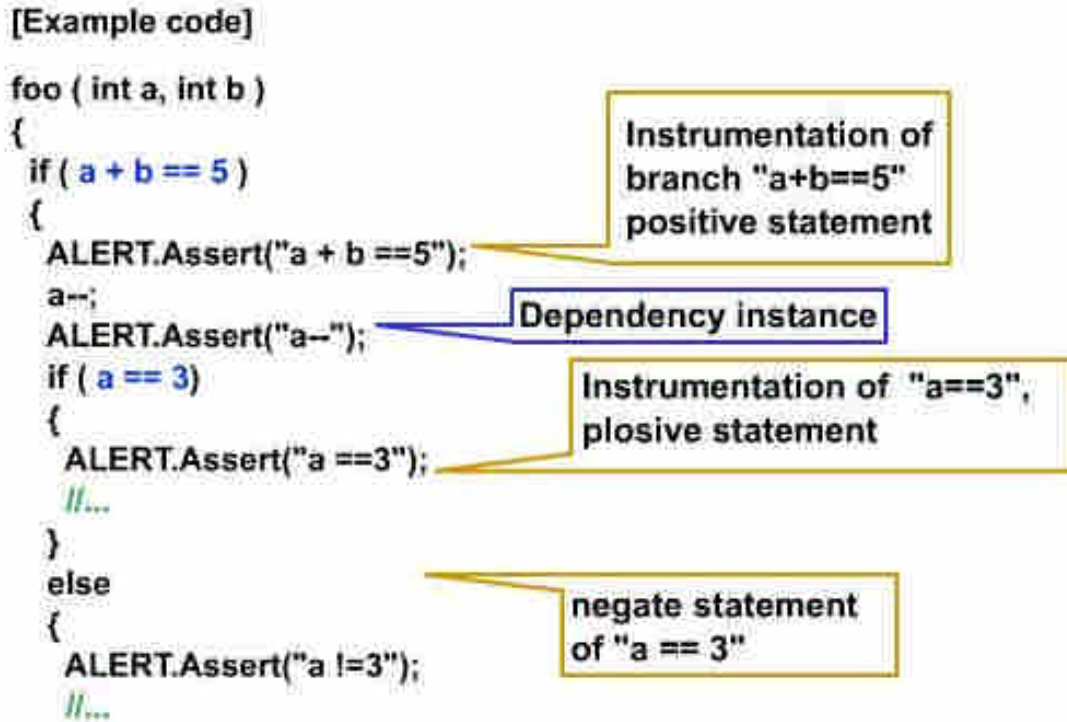 [Example code]
foo ( int a, int b )
{
if ( a + b == 5 )
{
ALERT.Assert("a + b ==5");
a--;
ALERT.Assert("a--");
if ( a == 3)
{
ALERT.Assert("a ==3");
//...
}
else
{
ALERT.Assert("a !=3");
//...
Instrumentation of
branch "a+b==5"
positive statement
Dependency instance
Instrumentation of "a==3",
plosive statement
negate statement
of "a == 3"